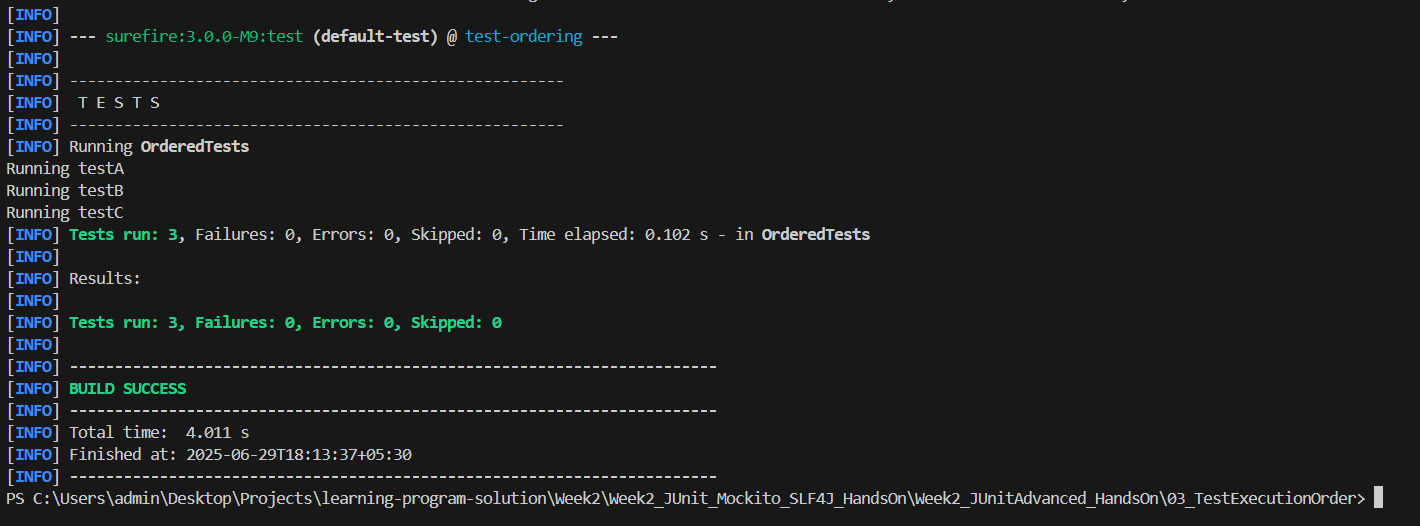 [INFO]
[INFO] --- surefire:3.0.0-M9:test (default-test) @ test-ordering ---
[INFO]
[INFO] -------------------------------------------------------
[INFO]  T E S T S
[INFO] -------------------------------------------------------
[INFO] Running OrderedTests
Running testA
Running testB
Running testC
[INFO] Tests run: 3, Failures: 0, Errors: 0, Skipped: 0, Time elapsed: 0.102 s - in OrderedTests
[INFO]
[INFO] Results:
[INFO]
[INFO] Tests run: 3, Failures: 0, Errors: 0, Skipped: 0
[INFO]
[INFO] ------------------------------------------------------------------------
[INFO] BUILD SUCCESS
[INFO] ------------------------------------------------------------------------
[INFO] Total time:  4.011 s
[INFO] Finished at: 2025-06-29T18:13:37+05:30
[INFO] ------------------------------------------------------------------------
PS C:\Users\admin\Desktop\Projects\learning-program-solution\Week2\Week2_JUnit_Mockito_SLF4J_HandsOn\Week2_JUnitAdvanced_HandsOn\03_TestExecutionOrder>